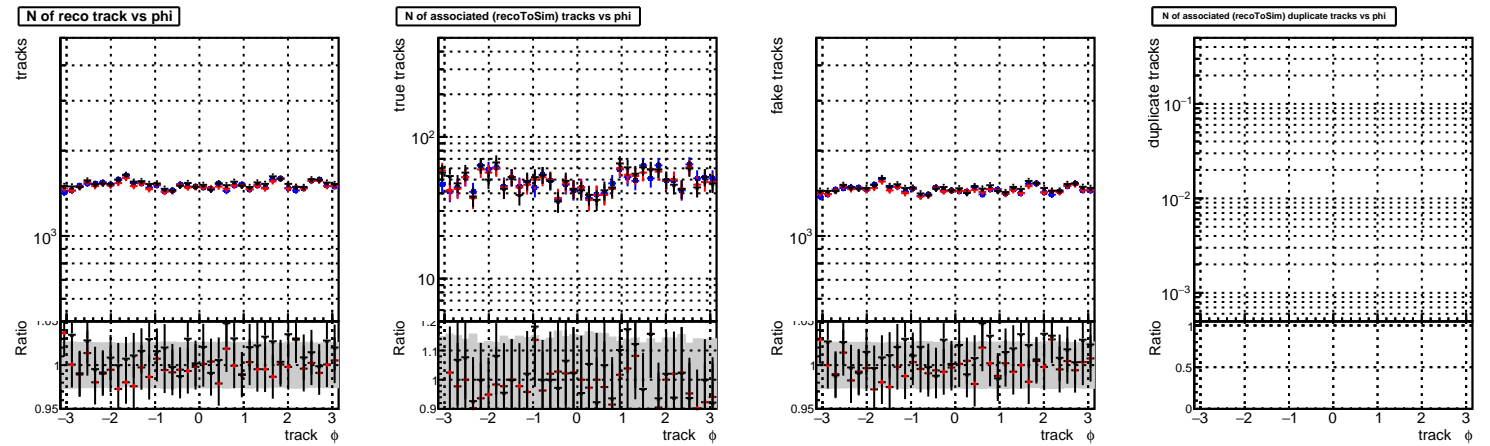 N of reco track vs phi
tracks
10³
Ratio
1.05
1
0.95
−3 −2 −1 0 1 2 3
track ϕ
N of associated (recoToSim) tracks vs phi
true tracks
10²
10
Ratio
1.2
1.1
1
0.9
−3 −2 −1 0 1 2 3
track ϕ
fake tracks
10³
Ratio
1.05
1
0.95
−3 −2 −1 0 1 2 3
track ϕ
N of associated (recoToSim) duplicate tracks vs phi
duplicate tracks
10⁻¹
10⁻²
10⁻³
Ratio
1
0.5
0
−3 −2 −1 0 1 2 3
track ϕ